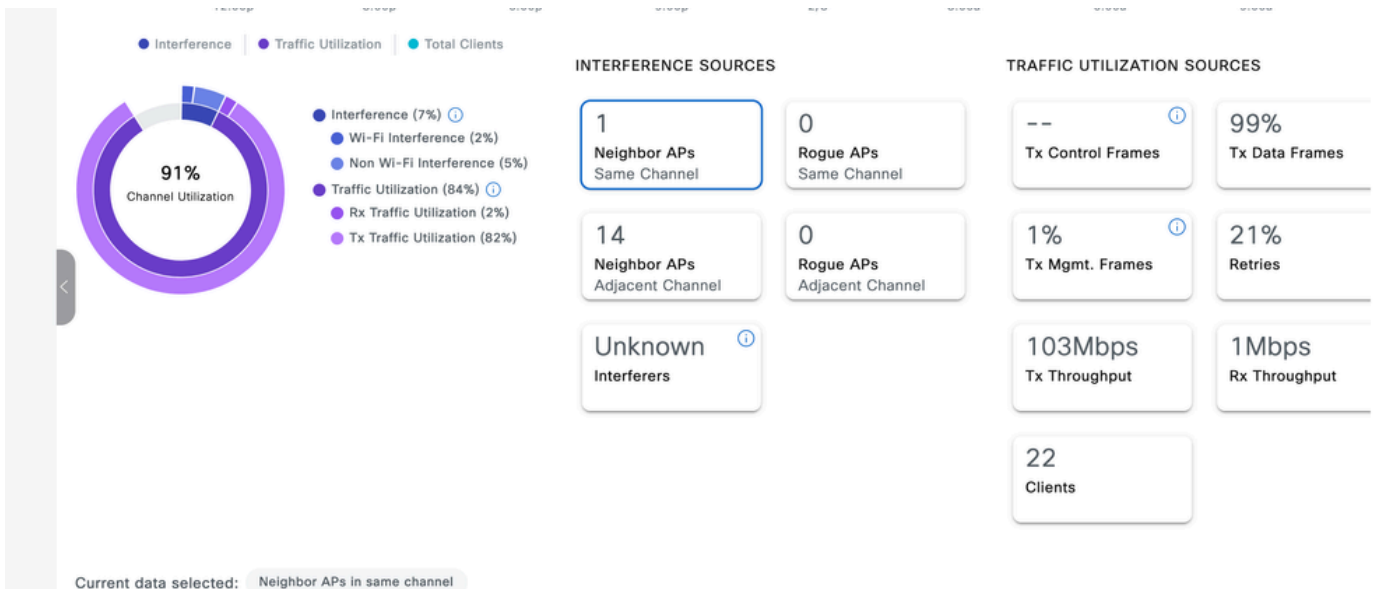 Interference
Traffic Utilization
Total Clients
91%
Channel Utilization
Interference (7%)
Wi-Fi Interference (2%)
Non Wi-Fi Interference (5%)
Traffic Utilization (84%)
Rx Traffic Utilization (2%)
Tx Traffic Utilization (82%)
INTERFERENCE SOURCES
1
Neighbor APs
Same Channel
0
Rogue APs
Same Channel
14
Neighbor APs
Adjacent Channel
0
Rogue APs
Adjacent Channel
Unknown
Interferers
TRAFFIC UTILIZATION SOURCES
--
Tx Control Frames
99%
Tx Data Frames
1%
Tx Mgmt. Frames
21%
Retries
103Mbps
Tx Throughput
1Mbps
Rx Throughput
22
Clients
Current data selected: Neighbor APs in same channel